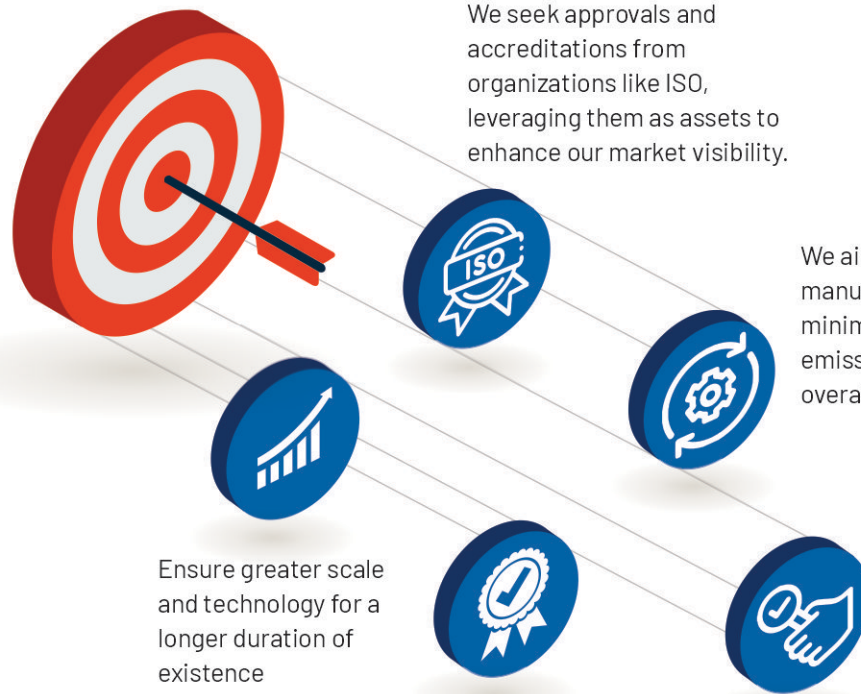 We seek approvals and
accreditations from
organizations like ISO,
leveraging them as assets to
enhance our market visibility.
ISO
We
Ensure greater scale
and technology for a
longer duration of
existence